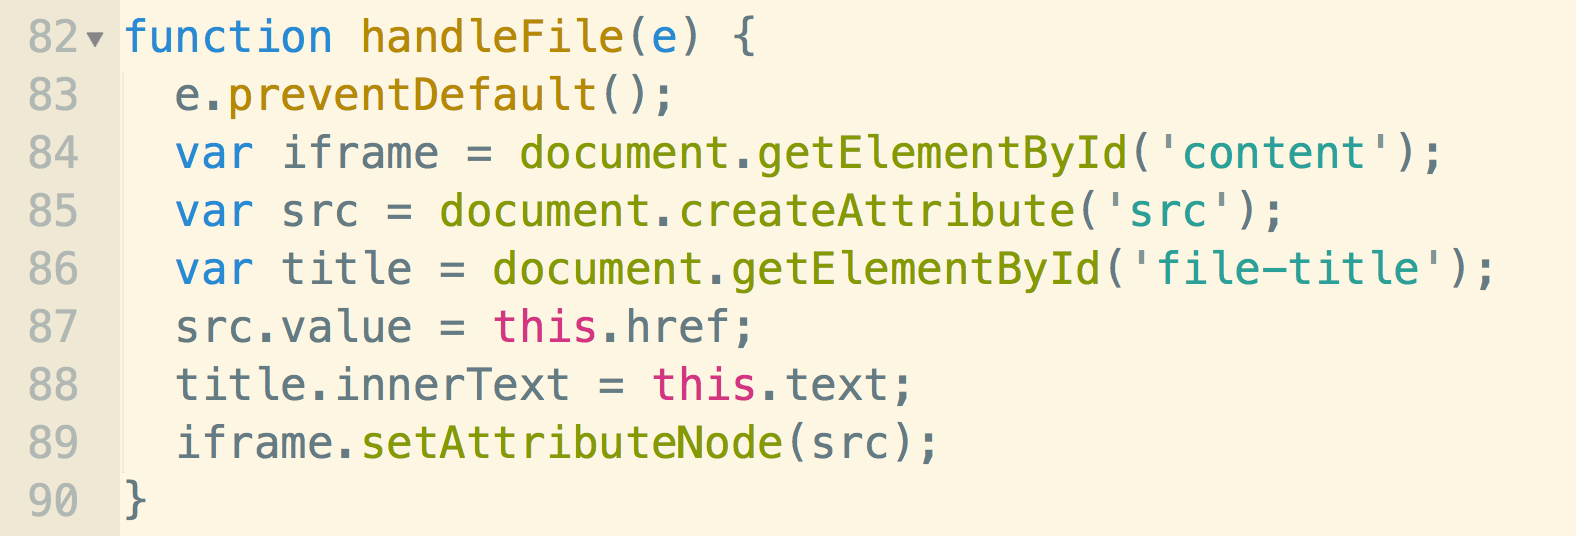 82 function handleFile(e) {
83 e.preventDefault();
84 var iframe = document.getElementById('content');
85 var src = document.createAttribute('src');
86 var title = document.getElementById('file-title');
87 src.value = this.href;
88 title.innerText = this.text;
89 iframe.setAttributeNode(src);
90 }